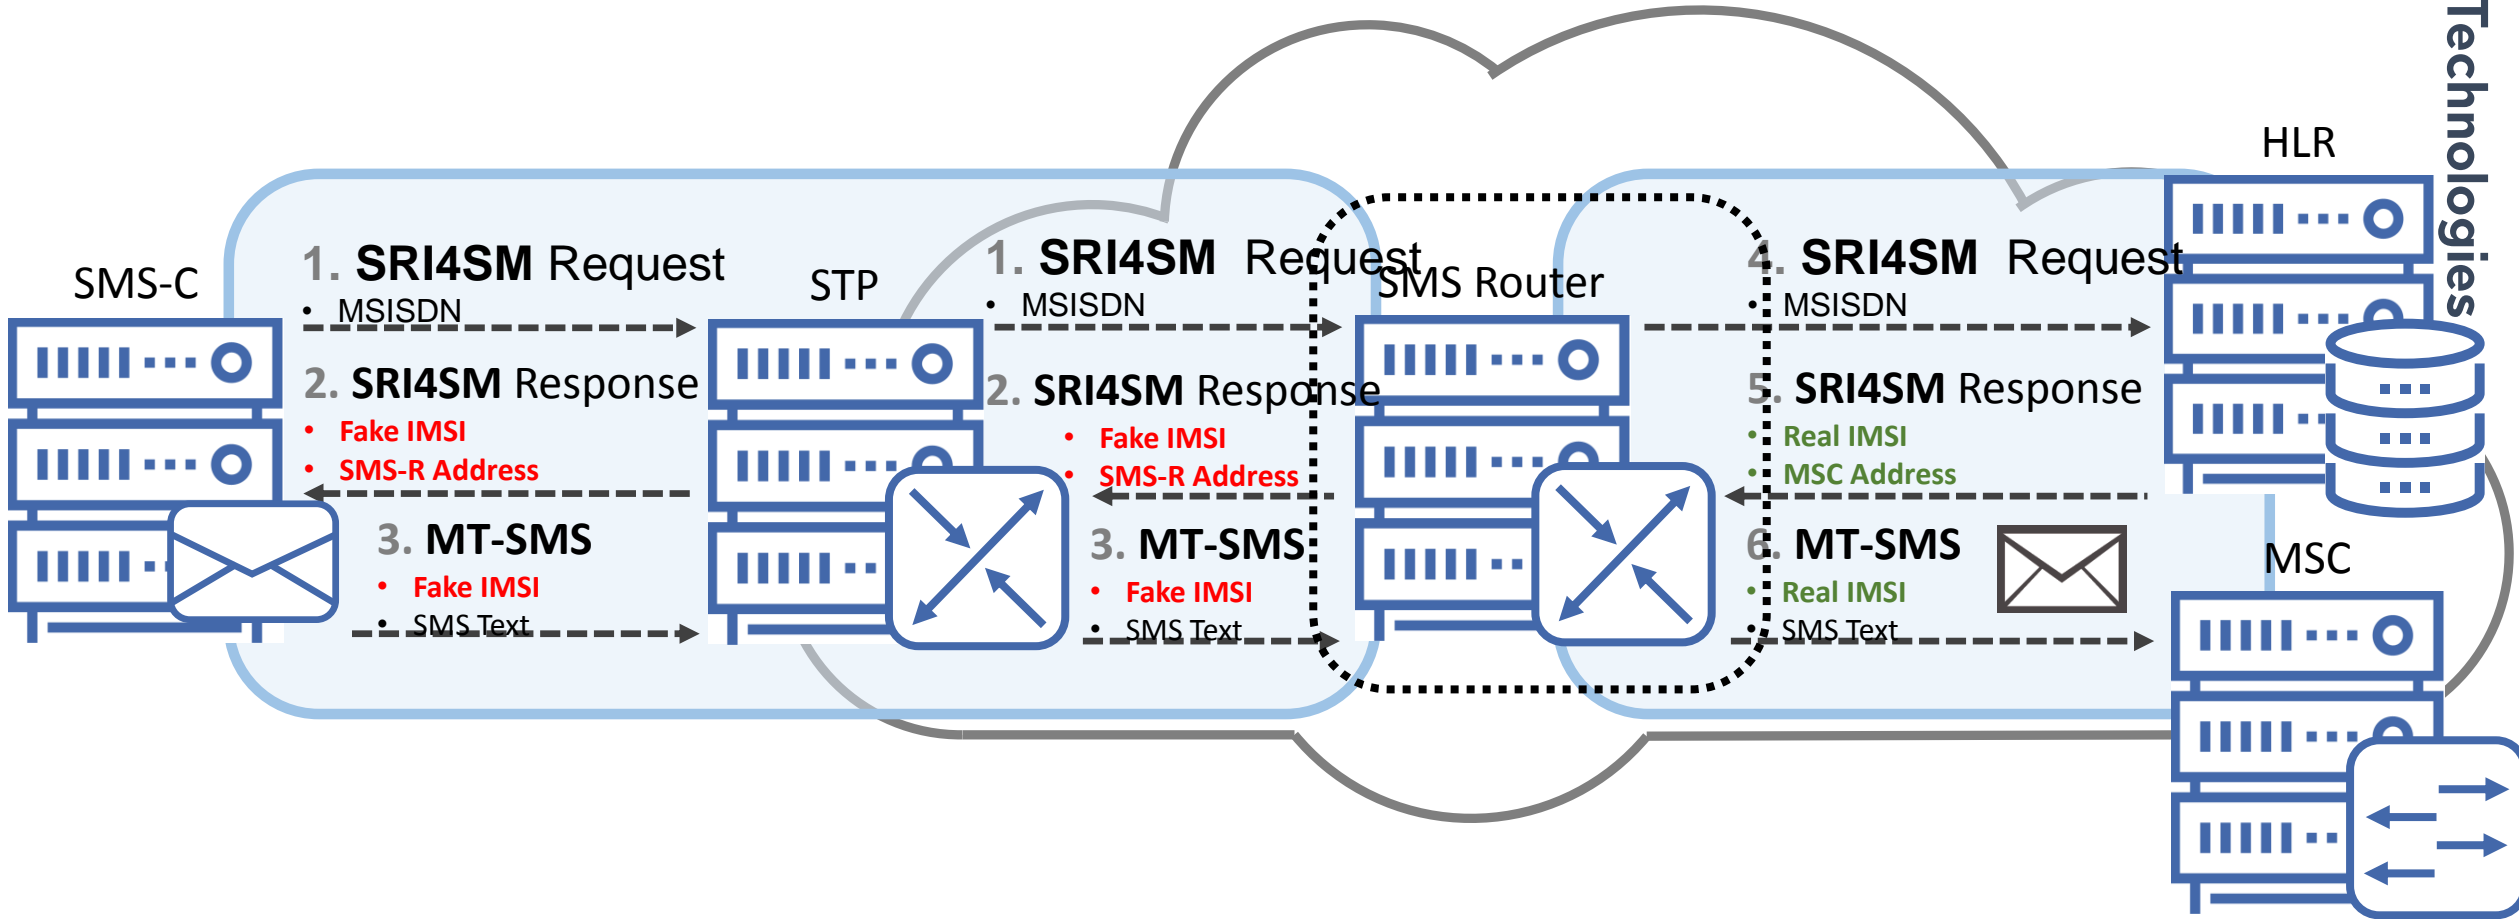 Technologies
HLR
SMS-C
1. SRI4SM Request
• MSISDN
2. SRI4SM Response
• Fake IMSI
• SMS-R Address
3. MT-SMS
• Fake IMSI
• SMS Text
STP
1. SRI4SM Request
• MSISDN
2. SRI4SM Response
• Fake IMSI
• SMS-R Address
3. MT-SMS
• Fake IMSI
• SMS Text
SMS Router
4. SRI4SM Request
• MSISDN
5. SRI4SM Response
• Real IMSI
• MSC Address
6. MT-SMS
• Real IMSI
• SMS Text
MSC